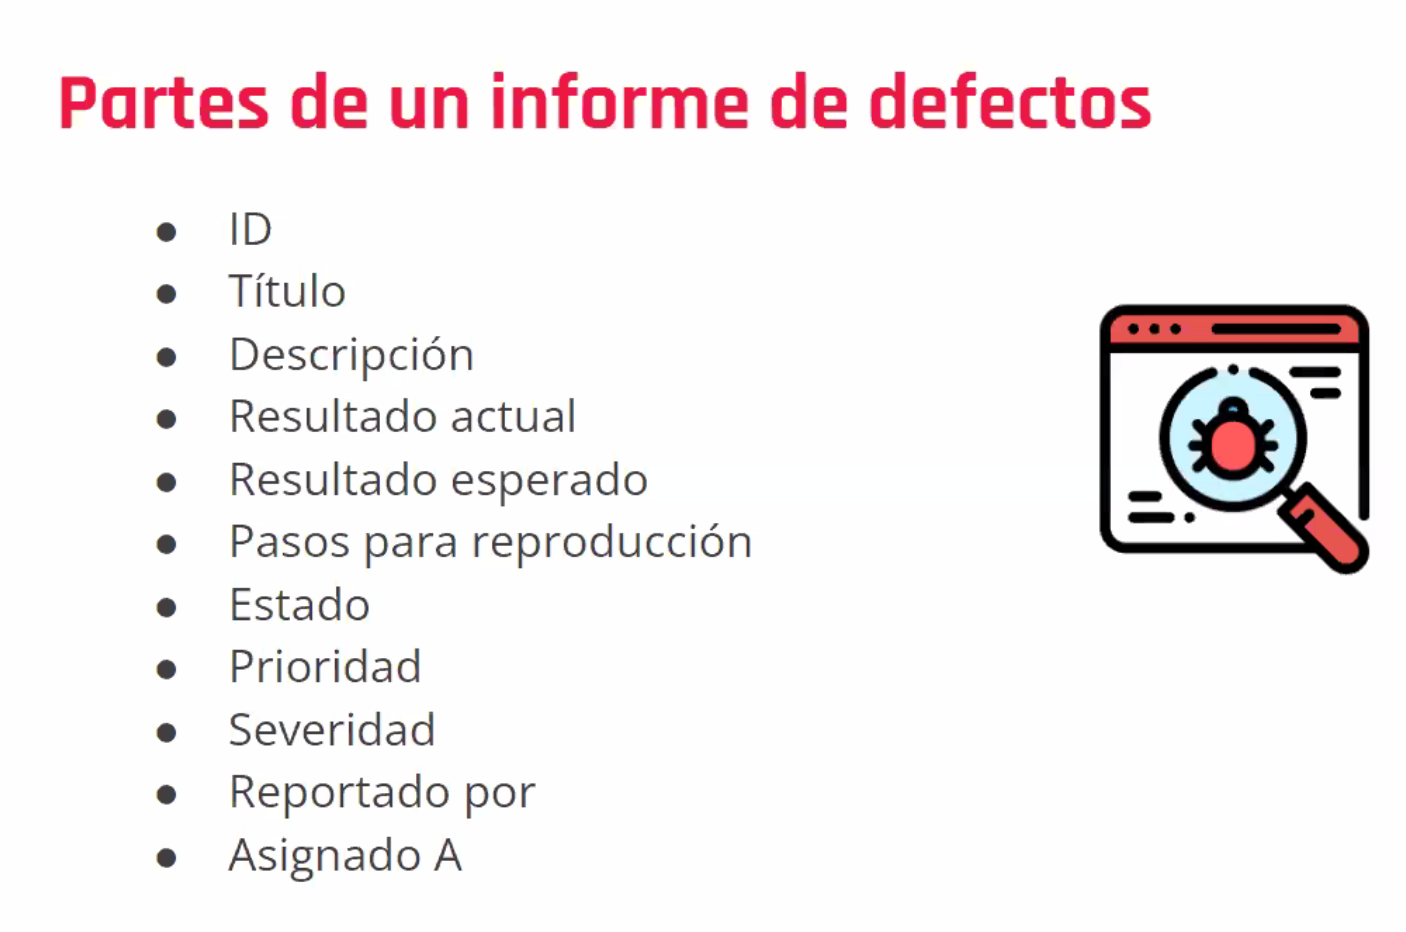 Partes de un informe de defectos
● ID
● Título
● Descripción
● Resultado actual
● Resultado esperado
● Pasos para reproducción
● Estado
● Prioridad
● Severidad
● Reportado por
● Asignado A